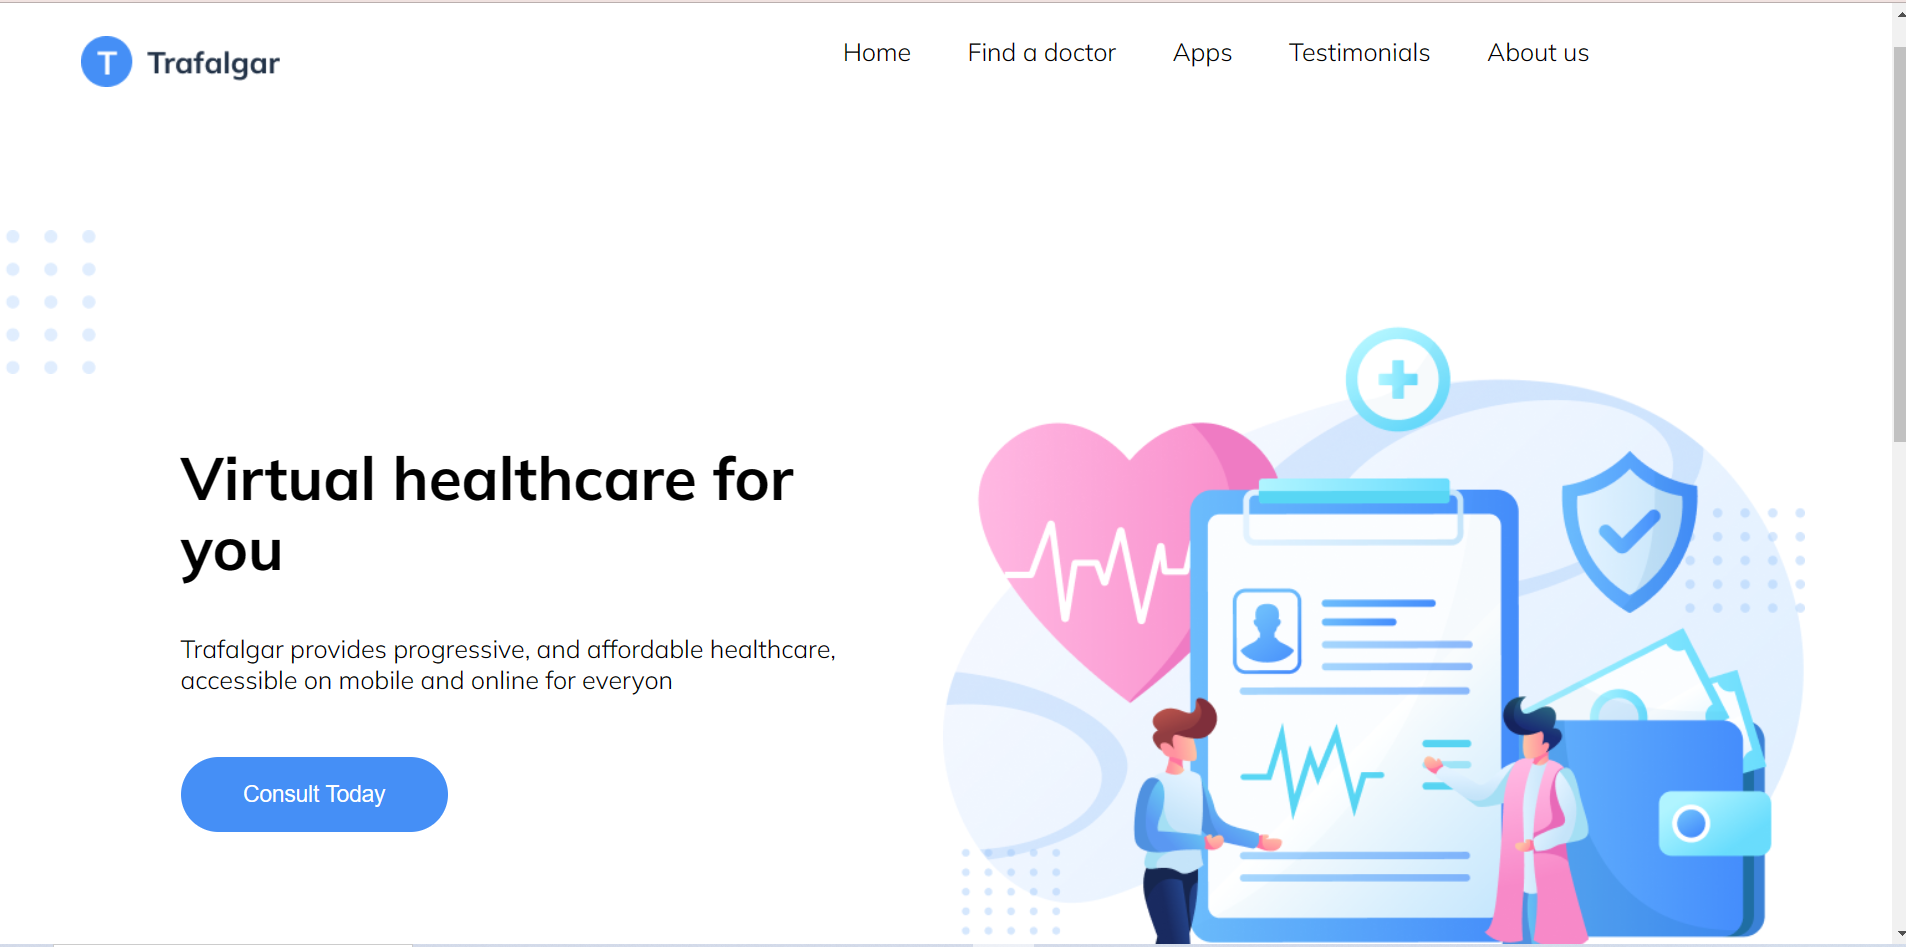 T Trafalgar
Home Find a doctor Apps Testimonials About us
Virtual healthcare for
you
Trafalgar provides progressive, and affordable healthcare,
accessible on mobile and online for everyon
Consult Today